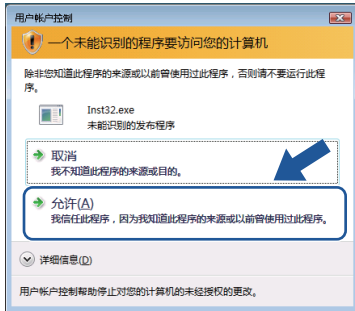 用户帐户控制
一个未能识别的程序要访问您的计算机
除非您知道此程序的来源或以前曾使用过此程序，否则请不要运行此程
序。
Inst32.exe
未能识别的发布程序
取消
我不知道此程序的来源或目的。
允许(A)
我信任此程序，因为我知道此程序的来源或以前曾使用过此程序。
详细信息(D)
用户帐户控制帮助停止对您的计算机的未经授权的更改。